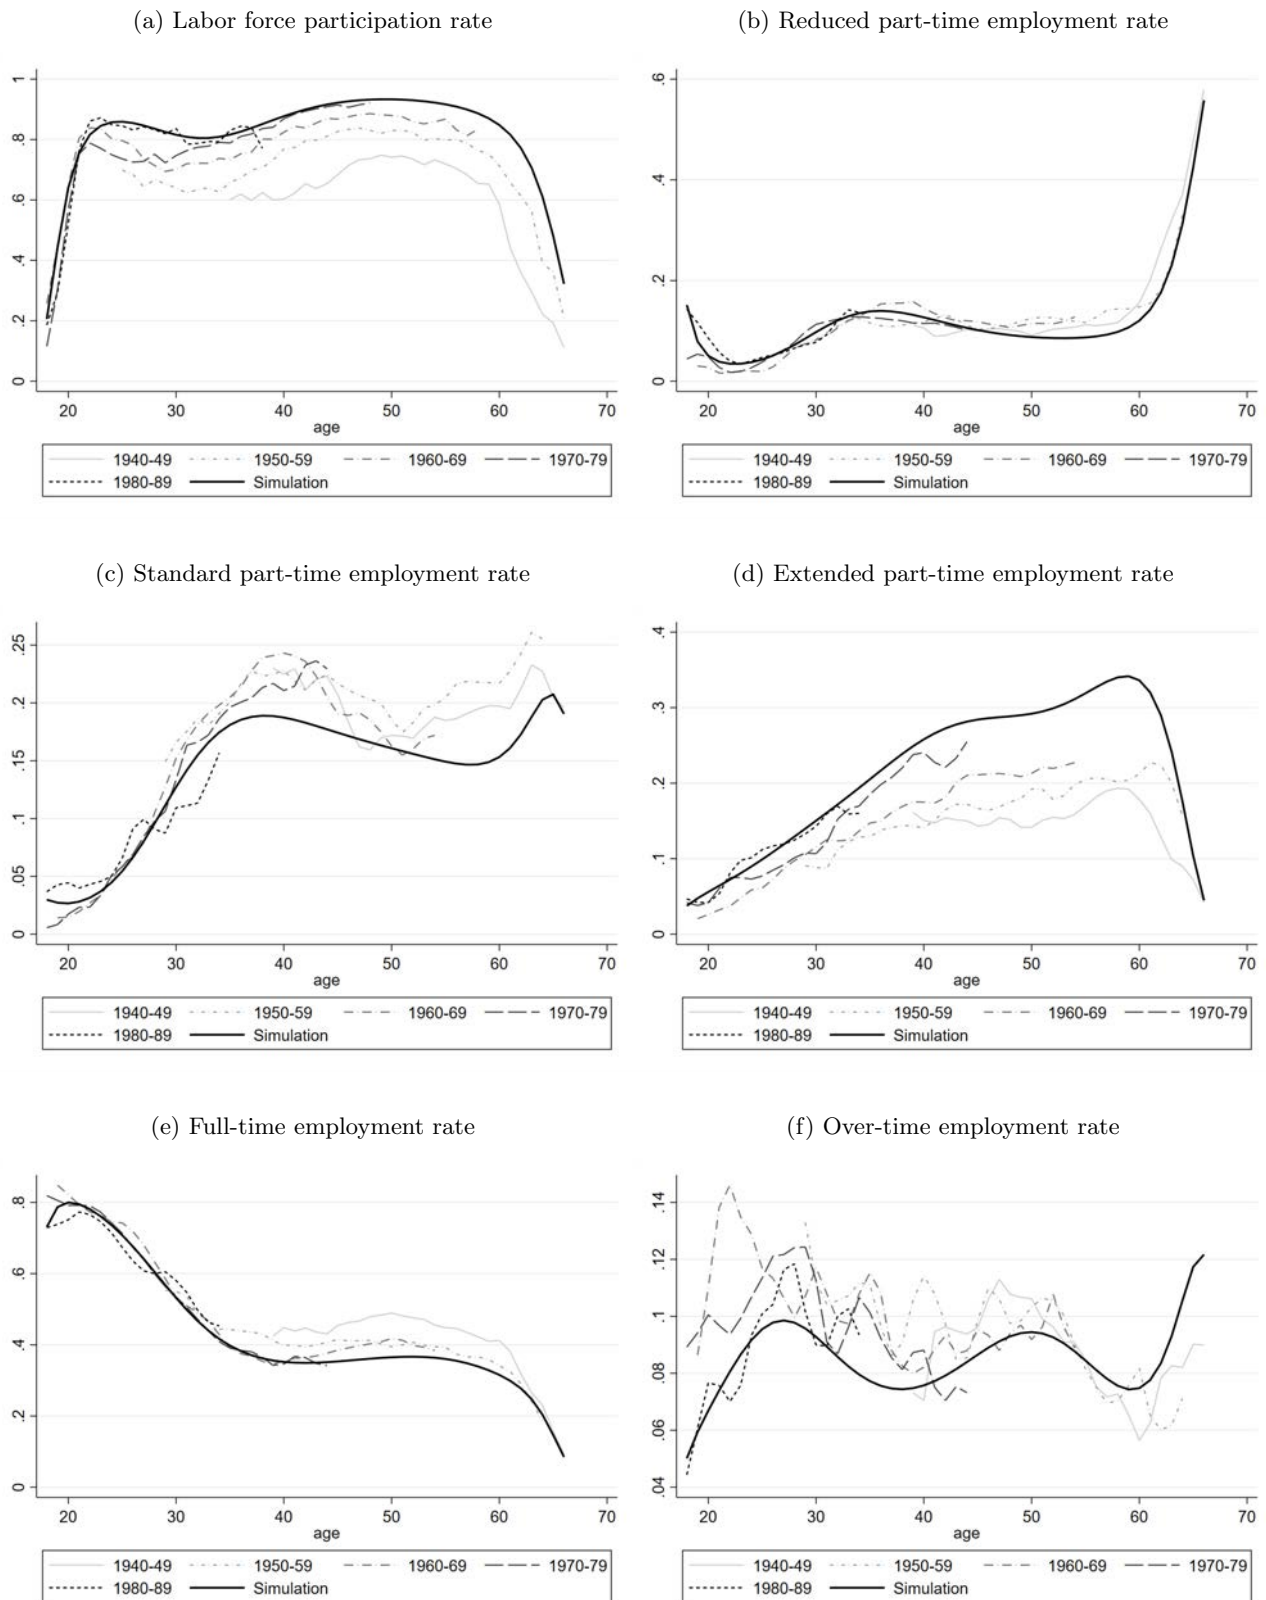 (a) Labor force participation rate
1
.8
.6
.4
.2
0
20 30 40 50 60 70
age
1940-49 1950-59 1960-69 1970-79
1980-89 Simulation
(b) Reduced part-time employment rate
.6
.4
.2
0
20 30 40 50 60 70
age
1940-49 1950-59 1960-69 1970-79
1980-89 Simulation
(c) Standard part-time employment rate
.25
.2
.15
.1
.05
0
20 30 40 50 60 70
age
1940-49 1950-59 1960-69 1970-79
1980-89 Simulation
(d) Extended part-time employment rate
.4
.3
.2
.1
0
20 30 40 50 60 70
age
1940-49 1950-59 1960-69 1970-79
1980-89 Simulation
(e) Full-time employment rate
.8
.6
.4
.2
0
20 30 40 50 60 70
age
1940-49 1950-59 1960-69 1970-79
1980-89 Simulation
(f) Over-time employment rate
.14
.12
.1
.08
.06
.04
20 30 40 50 60 70
age
1940-49 1950-59 1960-69 1970-79
1980-89 Simulation